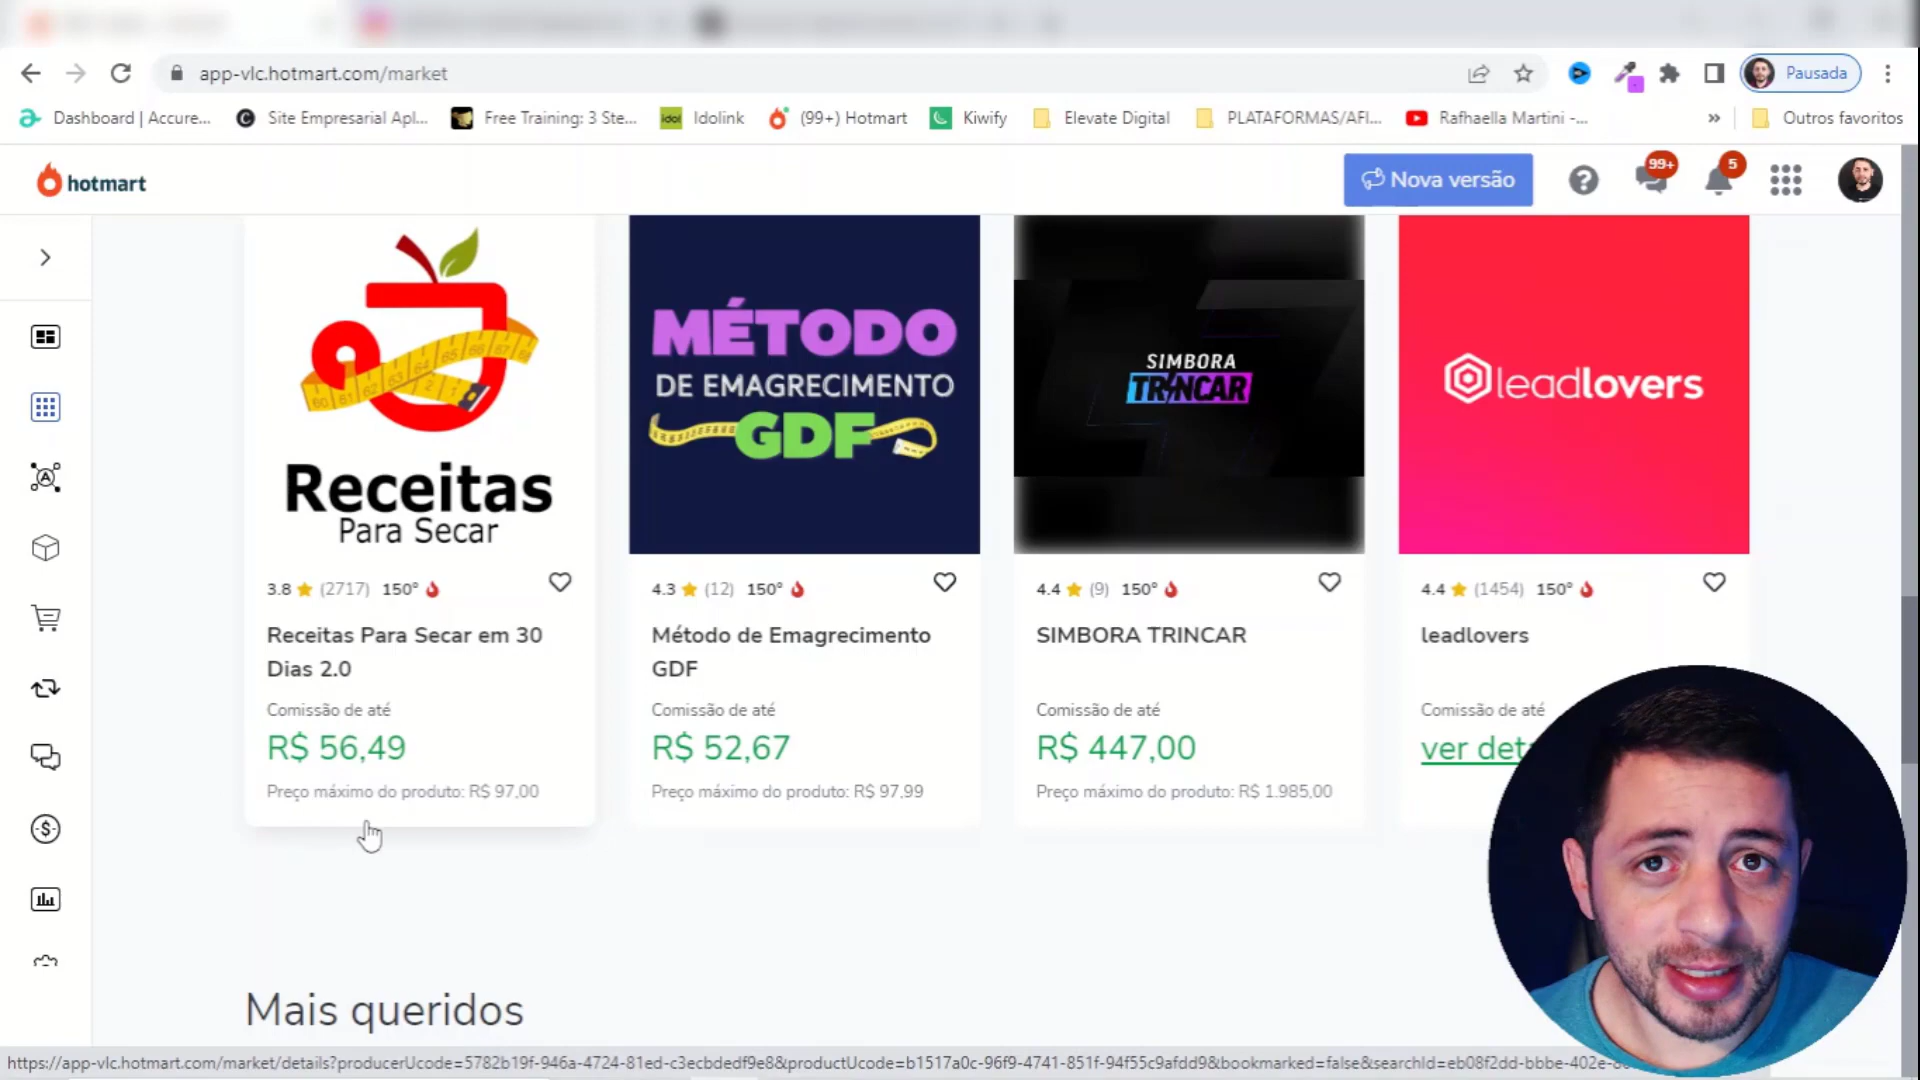 app-vlc.hotmart.com/market
Pausada
Dashboard | Accure...
Site Empresarial Apl...
Free Training: 3 Ste...
idol
Idolink
(99+) Hotmart
Kiwify
Elevate Digital
PLATAFORMAS/AFI...
Rafhaella Martini -...
»
Outros favoritos
hotmart
Nova versão
99+
5
Receitas
Para Secar
MÉTODO
DE EMAGRECIMENTO
GDF
SIMBORA
TRINCAR
leadlovers
3.8 (2717) 150°
4.3 (12) 150°
4.4 (9) 150°
4.4 (1454) 150°
Receitas Para Secar em 30
Dias 2.0
Método de Emagrecimento
GDF
SIMBORA TRINCAR
leadlovers
Comissão de até
Comissão de até
Comissão de até
Comissão de até
R$ 56,49
R$ 52,67
R$ 447,00
ver det
Preço máximo do produto: R$ 97,00
Preço máximo do produto: R$ 97,99
Preço máximo do produto: R$ 1.985,00
Mais queridos
https://app-vlc.hotmart.com/market/details?producerUcode=5782b19f-946a-4724-81ed-c3ecbdedf9e8&productUcode=b1517a0c-96f9-4741-851f-94f55c9afdd9&bookmarked=false&searchId=eb08f2dd-bbbe-402e-